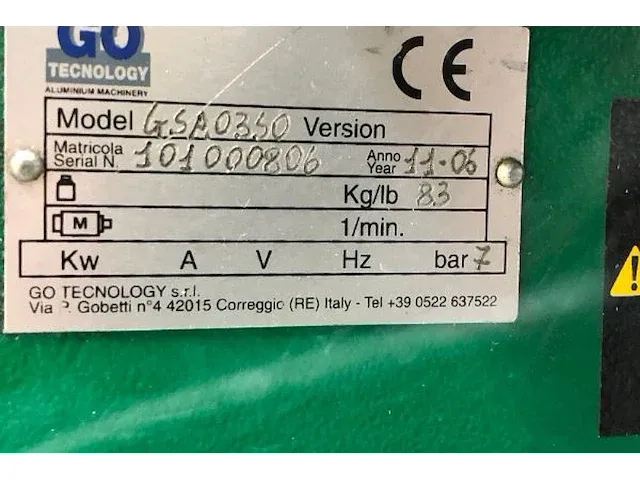 GO
TECNOLOGY
ALUMINIUM MACHINERY
CE
Model GSA0350 Version
Matricola
Serial N. 101000806
Anno
Year 11-06
Kg/lb 83
M
1/min.
Kw A V Hz bar 7
GO TECNOLOGY s.r.l.
Via P. Gobetti n°4 42015 Correggio (RE) Italy - Tel +39 0522 637522